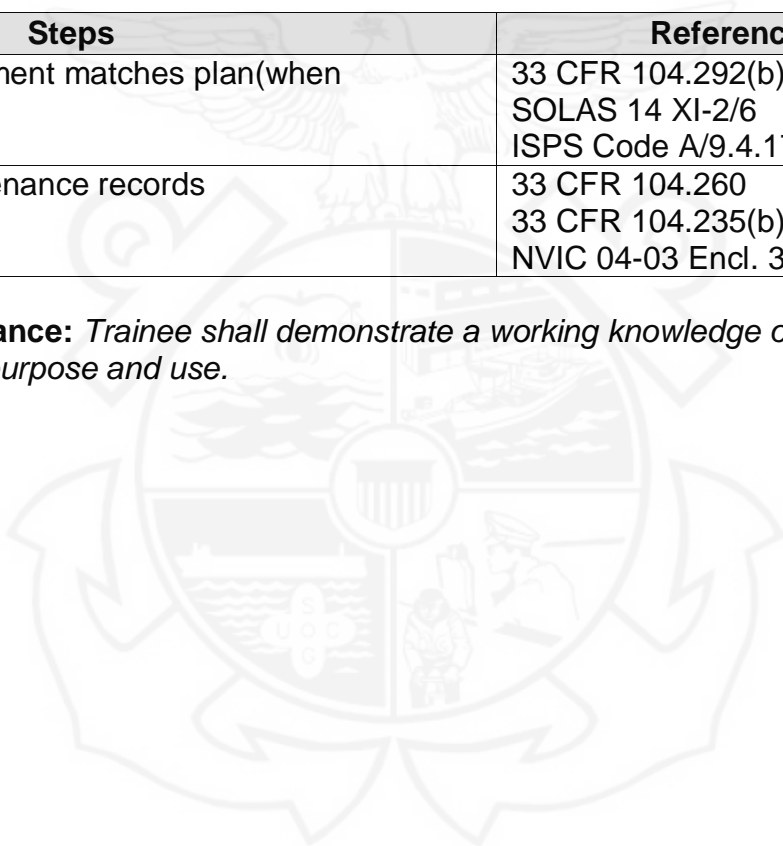 Steps Referenc
ment matches plan(when 33 CFR 104.292(b)
SOLAS 14 XI-2/6
ISPS Code A/9.4.17
enance records 33 CFR 104.260
33 CFR 104.235(b)
NVIC 04-03 Encl. 3
ance: Trainee shall demonstrate a working knowledge o
purpose and use.
S
U O C
G